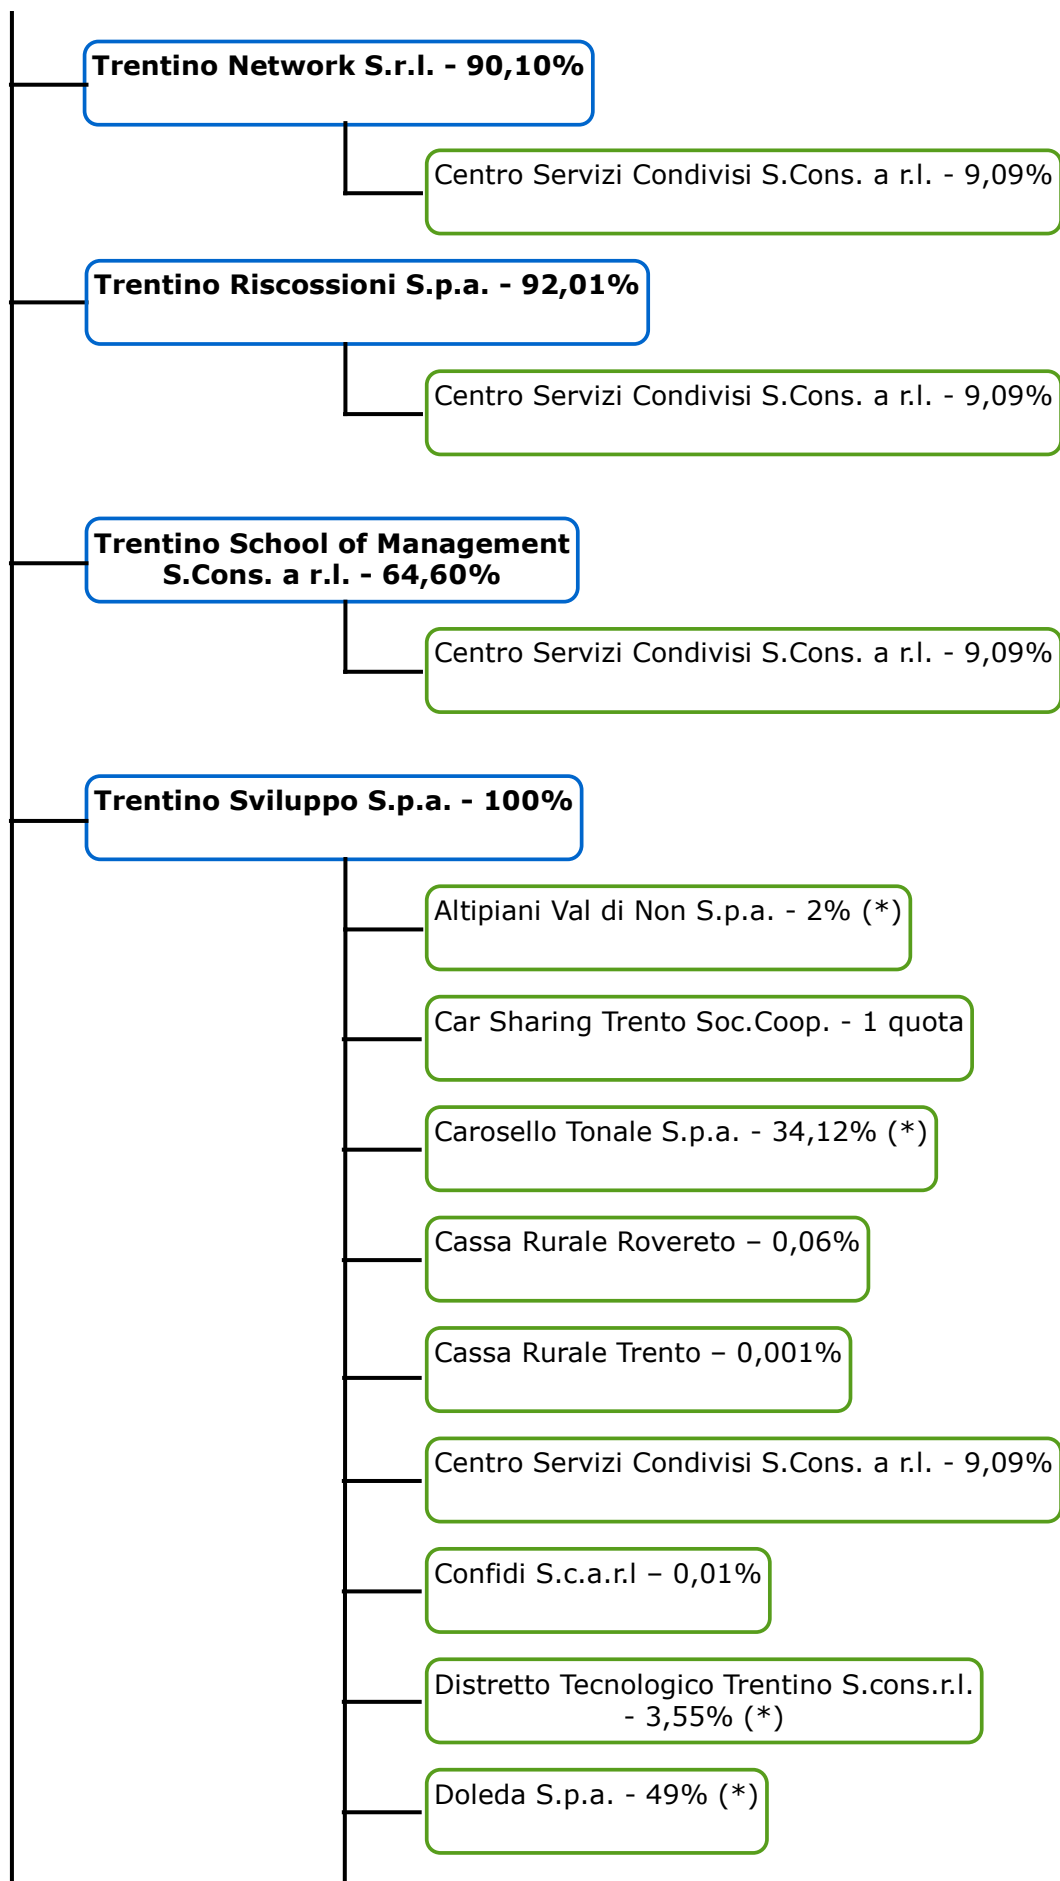 Trentino Network S.r.l. - 90,10%
Centro Servizi Condivisi S.Cons. a r.l. - 9,09%
Trentino Riscossioni S.p.a. - 92,01%
Centro Servizi Condivisi S.Cons. a r.l. - 9,09%
Trentino School of Management
S.Cons. a r.l. - 64,60%
Centro Servizi Condivisi S.Cons. a r.l. - 9,09%
Trentino Sviluppo S.p.a. - 100%
Altipiani Val di Non S.p.a. - 2% (*)
Car Sharing Trento Soc.Coop. - 1 quota
Carosello Tonale S.p.a. - 34,12% (*)
Cassa Rurale Rovereto – 0,06%
Cassa Rurale Trento – 0,001%
Centro Servizi Condivisi S.Cons. a r.l. - 9,09%
Confidi S.c.a.r.l – 0,01%
Distretto Tecnologico Trentino S.cons.r.l.
- 3,55% (*)
Doleda S.p.a. - 49% (*)